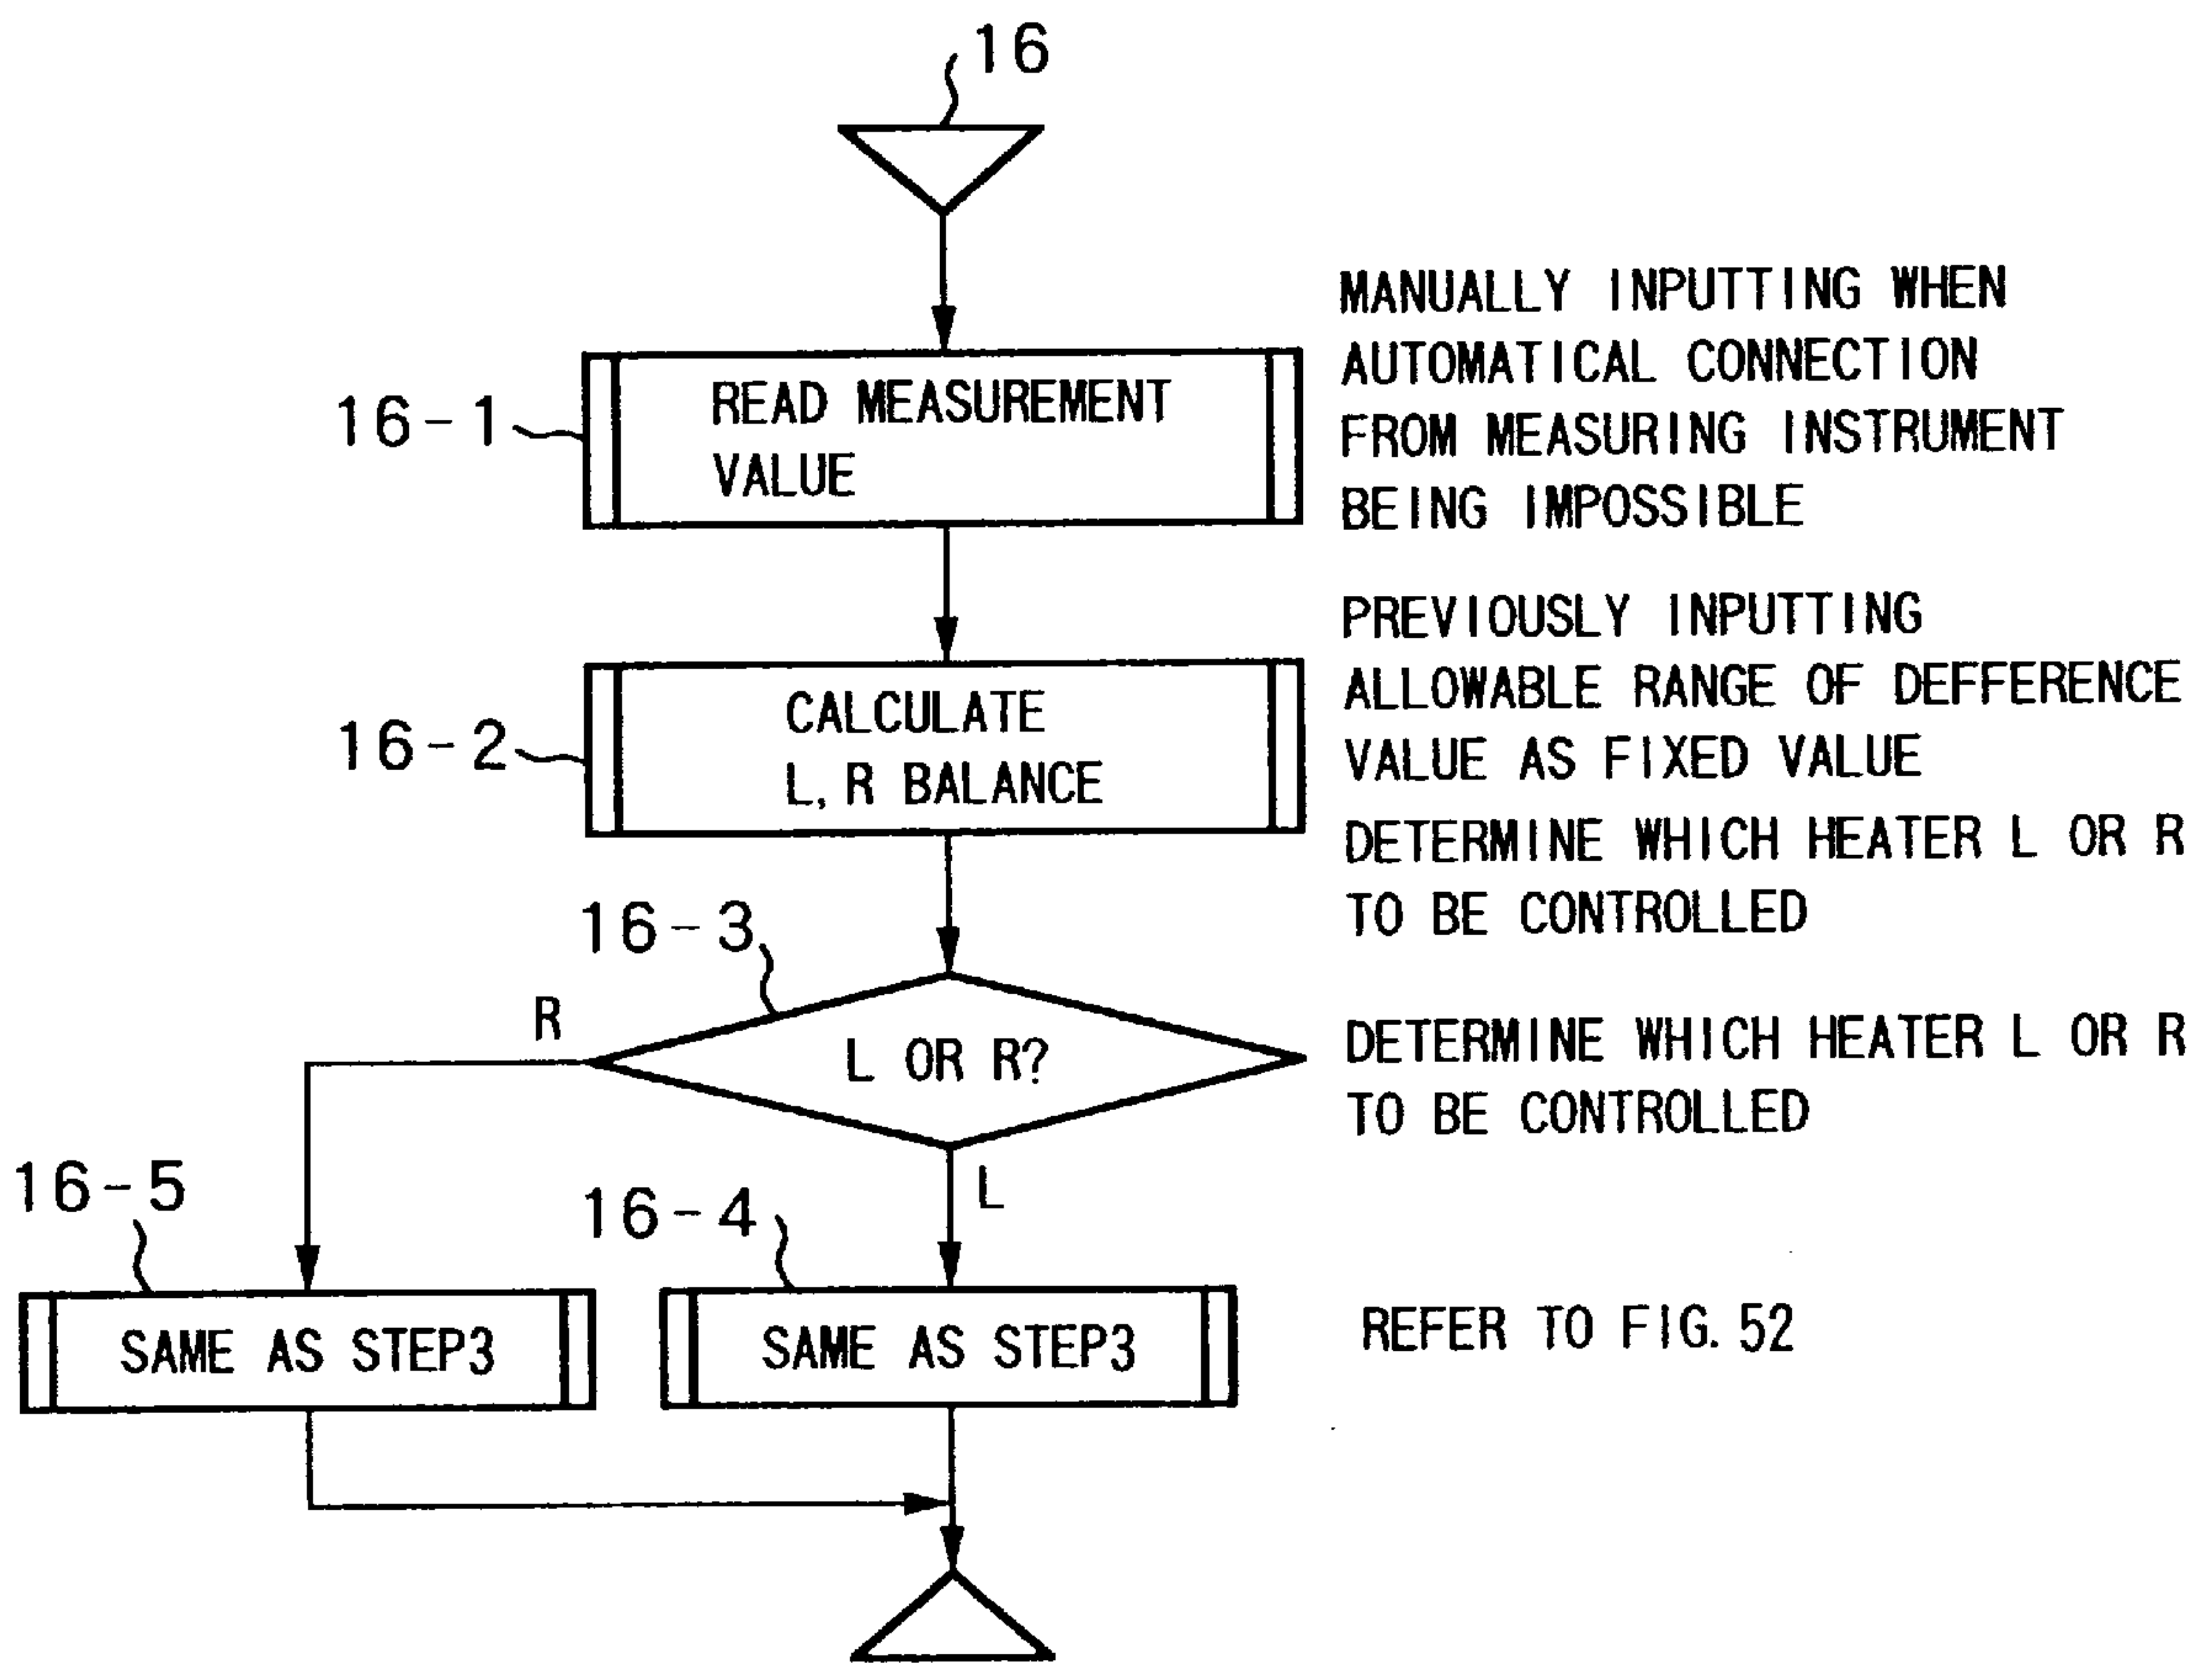 16
16-1
READ MEASUREMENT
VALUE
MANUALLY INPUTTING WHEN
AUTOMATICAL CONNECTION
FROM MEASURING INSTRUMENT
BEING IMPOSSIBLE
16-2
CALCULATE
L, R BALANCE
PREVIOUSLY INPUTTING
ALLOWABLE RANGE OF DEFFERENCE
VALUE AS FIXED VALUE
DETERMINE WHICH HEATER L OR R
TO BE CONTROLLED
16-3
R
L OR R?
L
DETERMINE WHICH HEATER L OR R
TO BE CONTROLLED
16-5
SAME AS STEP3
16-4
SAME AS STEP3
REFER TO FIG. 52